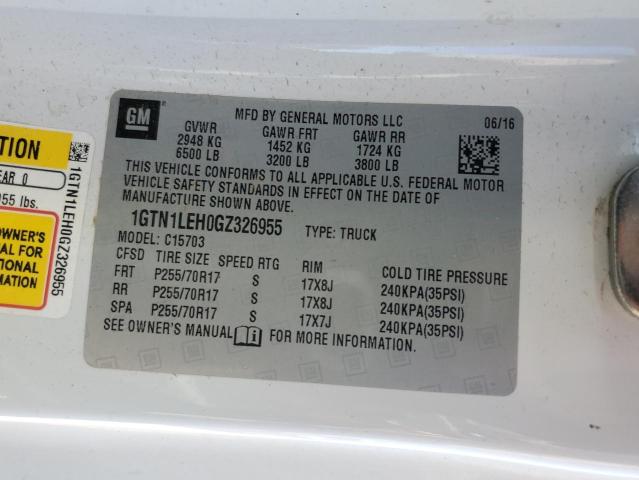 GM
MFD BY GENERAL MOTORS LLC
06/16
GVWR GAWR FRT GAWR RR
2948 KG 1452 KG 1724 KG
6500 LB 3200 LB 3800 LB
THIS VEHICLE CONFORMS TO ALL APPLICABLE U.S. FEDERAL MOTOR
VEHICLE SAFETY STANDARDS IN EFFECT ON THE DATE OF
MANUFACTURE SHOWN ABOVE.
1GTN1LEH0GZ326955 TYPE: TRUCK
MODEL: C15703
CFSD TIRE SIZE SPEED RTG RIM COLD TIRE PRESSURE
FRT P255/70R17 S 17X8J 240KPA(35PSI)
RR P255/70R17 S 17X8J 240KPA(35PSI)
SPA P255/70R17 S 17X7J 240KPA(35PSI)
SEE OWNER'S MANUAL FOR MORE INFORMATION.
TION
EAR 0
955 lbs.
OWNER'S
UAL FOR
TIONAL
MATION
1GTN1LEH0GZ326955